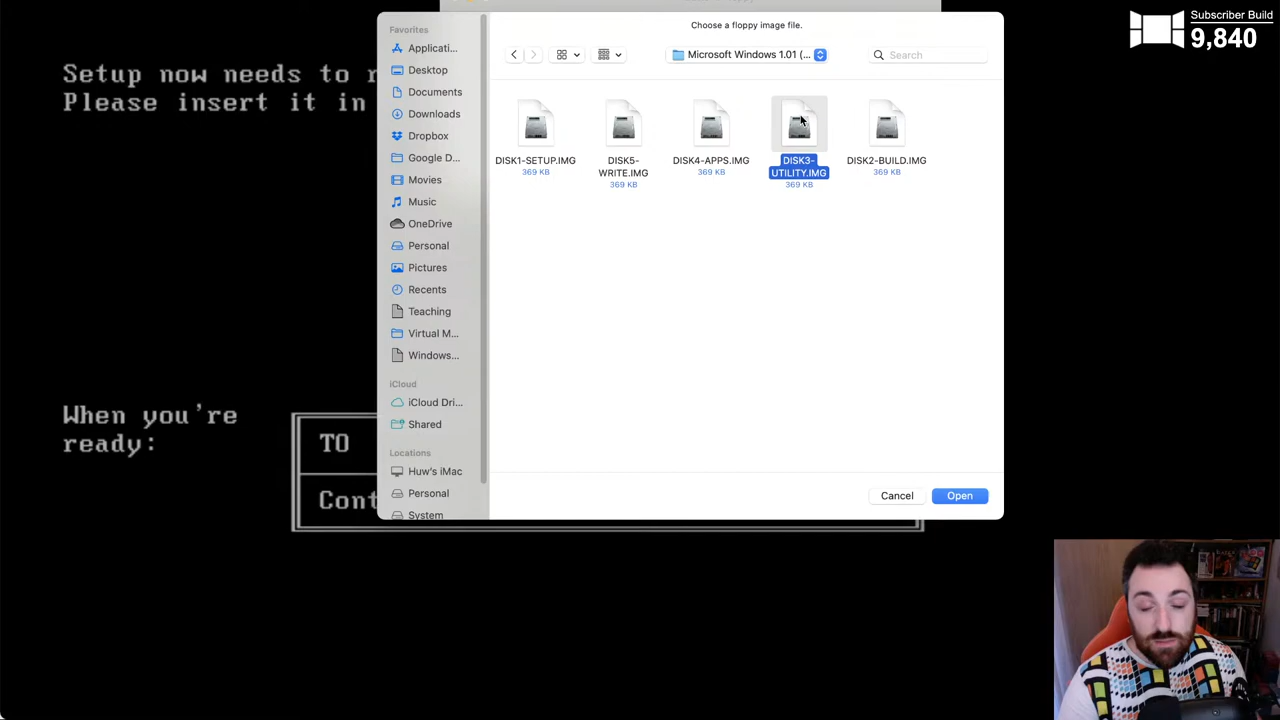 Choose a floppy image file.
Subscriber Build
9,840
Favorites
Applicati...
Desktop
Documents
Downloads
Dropbox
Google D...
Movies
Music
OneDrive
Personal
Pictures
Recents
Teaching
Virtual M...
Windows...
iCloud
iCloud Dri...
Shared
Locations
Huw's iMac
Personal
System
Microsoft Windows 1.01 (...
Search
DISK1-SETUP.IMG
369 KB
DISK5-
WRITE.IMG
369 KB
DISK4-APPS.IMG
369 KB
DISK3-
UTILITY.IMG
369 KB
DISK2-BUILD.IMG
369 KB
Cancel
Open
Setup now needs to r
Please insert it in
When you're
ready:
TO
Cont